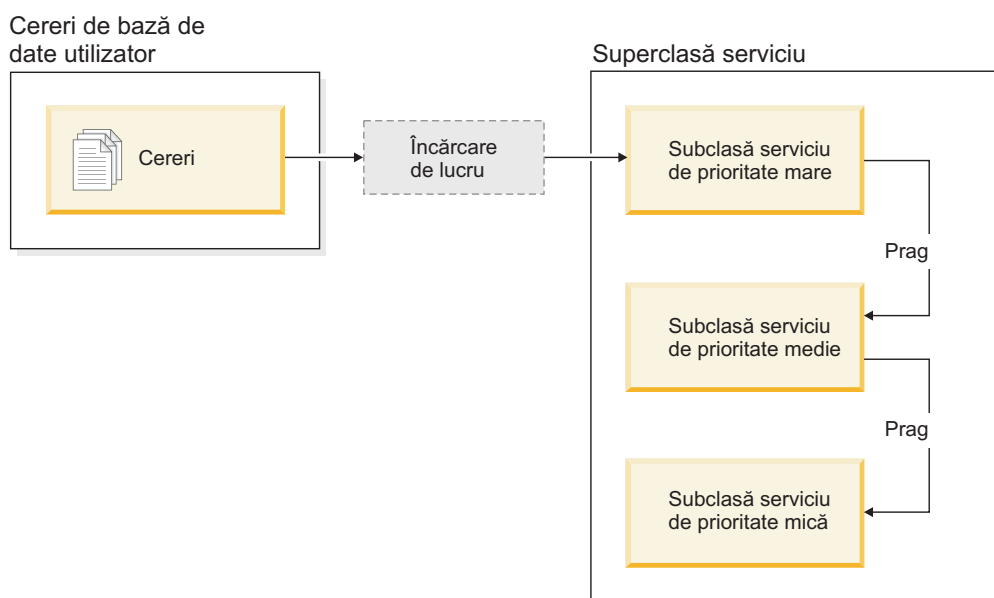 Cereri de bază de
date utilizator
Cereri
Încărcare
de lucru
Superclasă serviciu
Subclasă serviciu
de prioritate mare
Prag
Subclasă serviciu
de prioritate medie
Prag
Subclasă serviciu
de prioritate mică